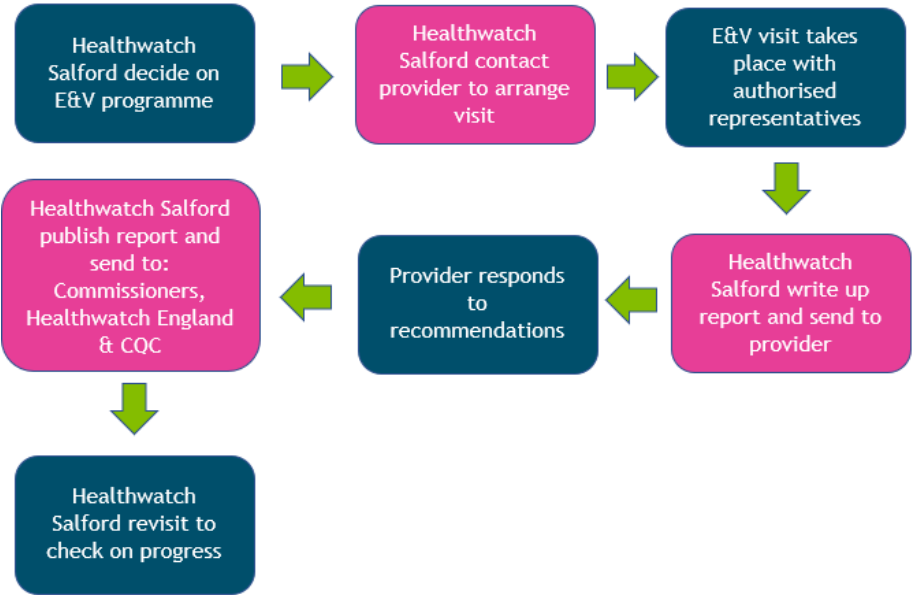 Healthwatch
Salford decide on
E&V programme
Healthwatch
Salford contact
provider to arrange
visit
E&V visit takes
place with
authorised
representatives
Healthwatch
Salford write up
report and send to
provider
Provider responds
to
recommendations
Healthwatch Salford
publish report and
send to:
Commissioners,
Healthwatch England
& CQC
Healthwatch
Salford revisit to
check on progress